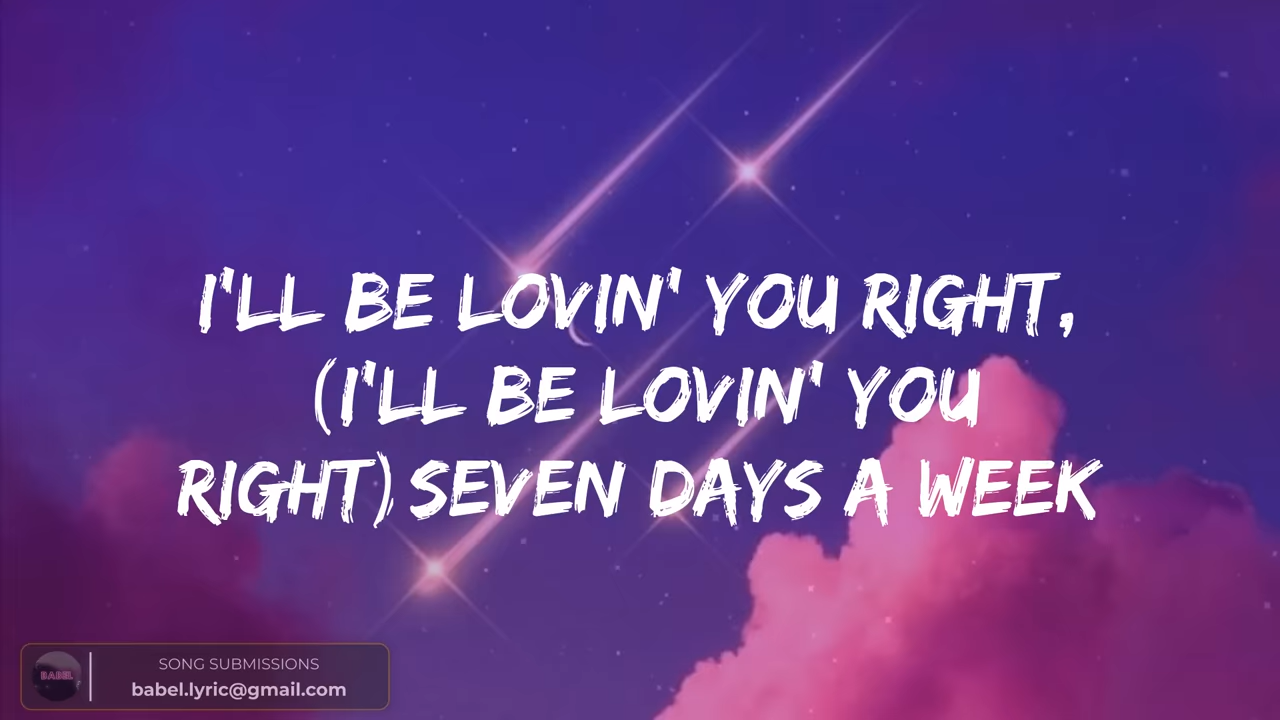 I'LL BE LOVIN' YOU RIGHT,
(I'LL BE LOVIN' YOU
RIGHT) SEVEN DAYS A WEEK
BABEL
SONG SUBMISSIONS
babel.lyric@gmail.com